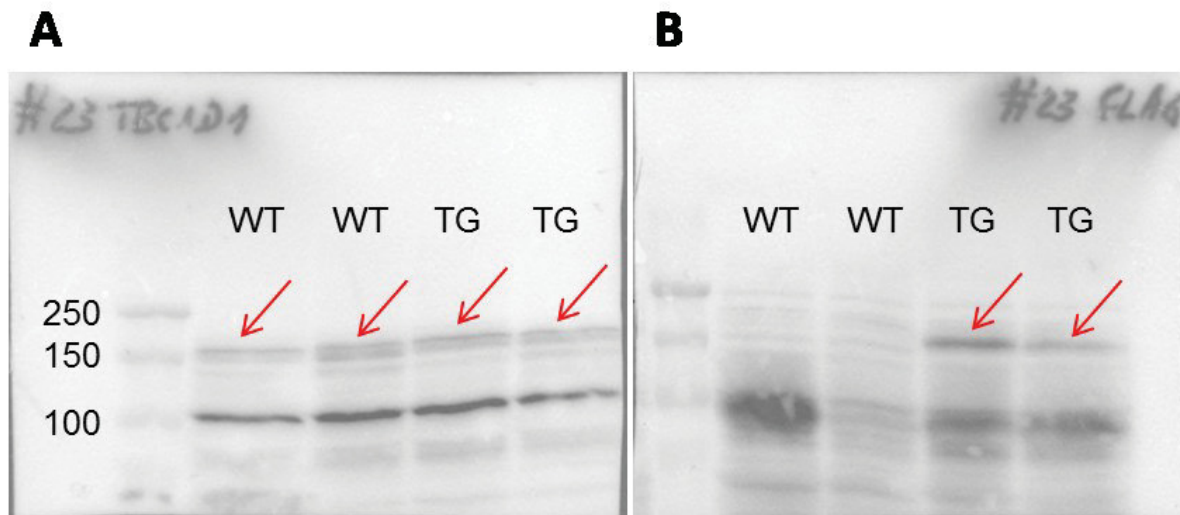 A
B
#23 TBC1D1
#23 FLAG
WT WT TG TG
WT WT TG TG
250
150
100